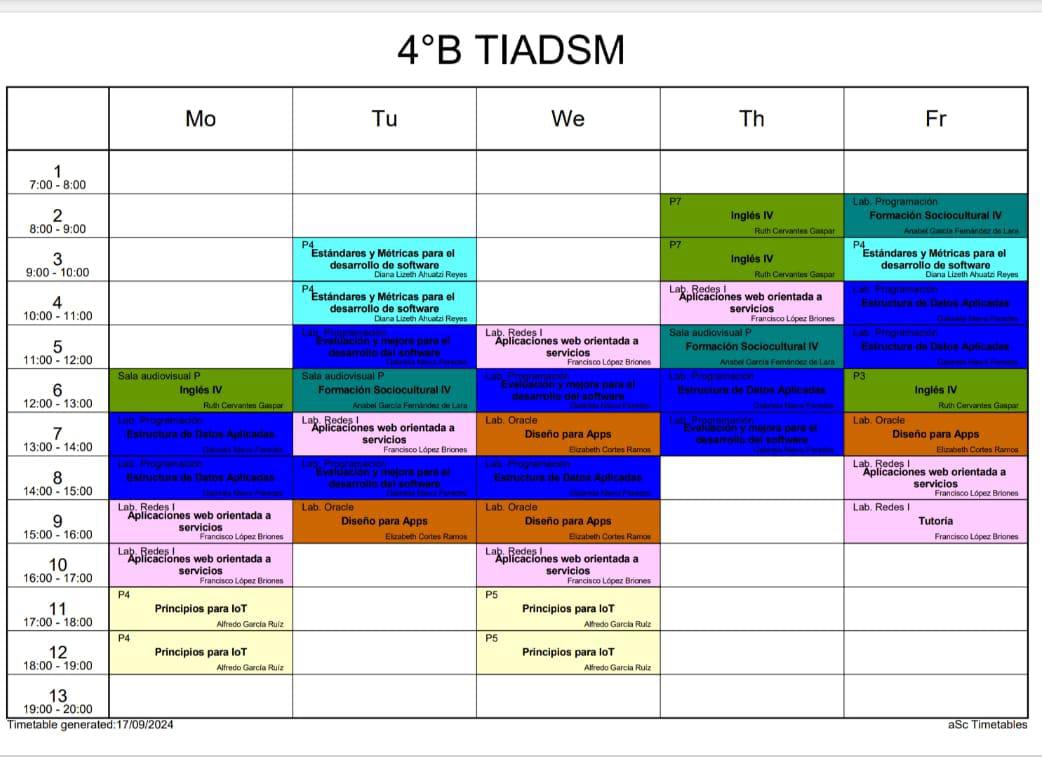 4°B TIADSM
Mo Tu We Th Fr
1
7:00 - 8:00
2
8:00 - 9:00
P7
Inglés IV
Ruth Cervantes Gaspar
Lab. Programación
Formación Sociocultural IV
Anabel García Fernández de Lara
3
9:00 - 10:00
P4
Estándares y Métricas para el
desarrollo de software
Diana Lizeth Ahuatzi Reyes
P7
Inglés IV
Ruth Cervantes Gaspar
P4
Estándares y Métricas para el
desarrollo de software
Diana Lizeth Ahuatzi Reyes
4
10:00 - 11:00
P4
Estándares y Métricas para el
desarrollo de software
Diana Lizeth Ahuatzi Reyes
Lab. Redes I
Aplicaciones web orientada a
servicios
Francisco López Briones
Lab. Programación
Estructura de Datos Aplicadas
5
11:00 - 12:00
Lab. Programación
Evaluación y mejora para el
desarrollo del software
Lab. Redes I
Aplicaciones web orientada a
servicios
Francisco López Briones
Sala audiovisual P
Formación Sociocultural IV
Anabel García Fernández de Lara
Lab. Programación
Estructura de Datos Aplicadas
6
12:00 - 13:00
Sala audiovisual P
Inglés IV
Ruth Cervantes Gaspar
Sala audiovisual P
Formación Sociocultural IV
Anabel García Fernández de Lara
Lab. Programación
Evaluación y mejora para el
desarrollo del software
Lab. Programación
Estructura de Datos Aplicadas
P3
Inglés IV
Ruth Cervantes Gaspar
7
13:00 - 14:00
Lab. Programación
Estructura de Datos Aplicadas
Lab. Redes I
Aplicaciones web orientada a
servicios
Francisco López Briones
Lab. Oracle
Diseño para Apps
Elizabeth Cortes Ramos
Lab. Programación
Evaluación y mejora para el
desarrollo del software
Lab. Oracle
Diseño para Apps
Elizabeth Cortes Ramos
8
14:00 - 15:00
Lab. Programación
Estructura de Datos Aplicadas
Lab. Programación
Evaluación y mejora para el
desarrollo del software
Lab. Programación
Estructura de Datos Aplicadas
Lab. Redes I
Aplicaciones web orientada a
servicios
Francisco López Briones
9
15:00 - 16:00
Lab. Redes I
Aplicaciones web orientada a
servicios
Francisco López Briones
Lab. Oracle
Diseño para Apps
Elizabeth Cortes Ramos
Lab. Oracle
Diseño para Apps
Elizabeth Cortes Ramos
Lab. Redes I
Tutoría
Francisco López Briones
10
16:00 - 17:00
Lab. Redes I
Aplicaciones web orientada a
servicios
Francisco López Briones
Lab. Redes I
Aplicaciones web orientada a
servicios
Francisco López Briones
11
17:00 - 18:00
P4
Principios para IoT
Alfredo García Ruíz
P5
Principios para IoT
Alfredo García Ruíz
12
18:00 - 19:00
P4
Principios para IoT
Alfredo García Ruíz
P5
Principios para IoT
Alfredo García Ruíz
13
19:00 - 20:00
Timetable generated:17/09/2024
aSc Timetables